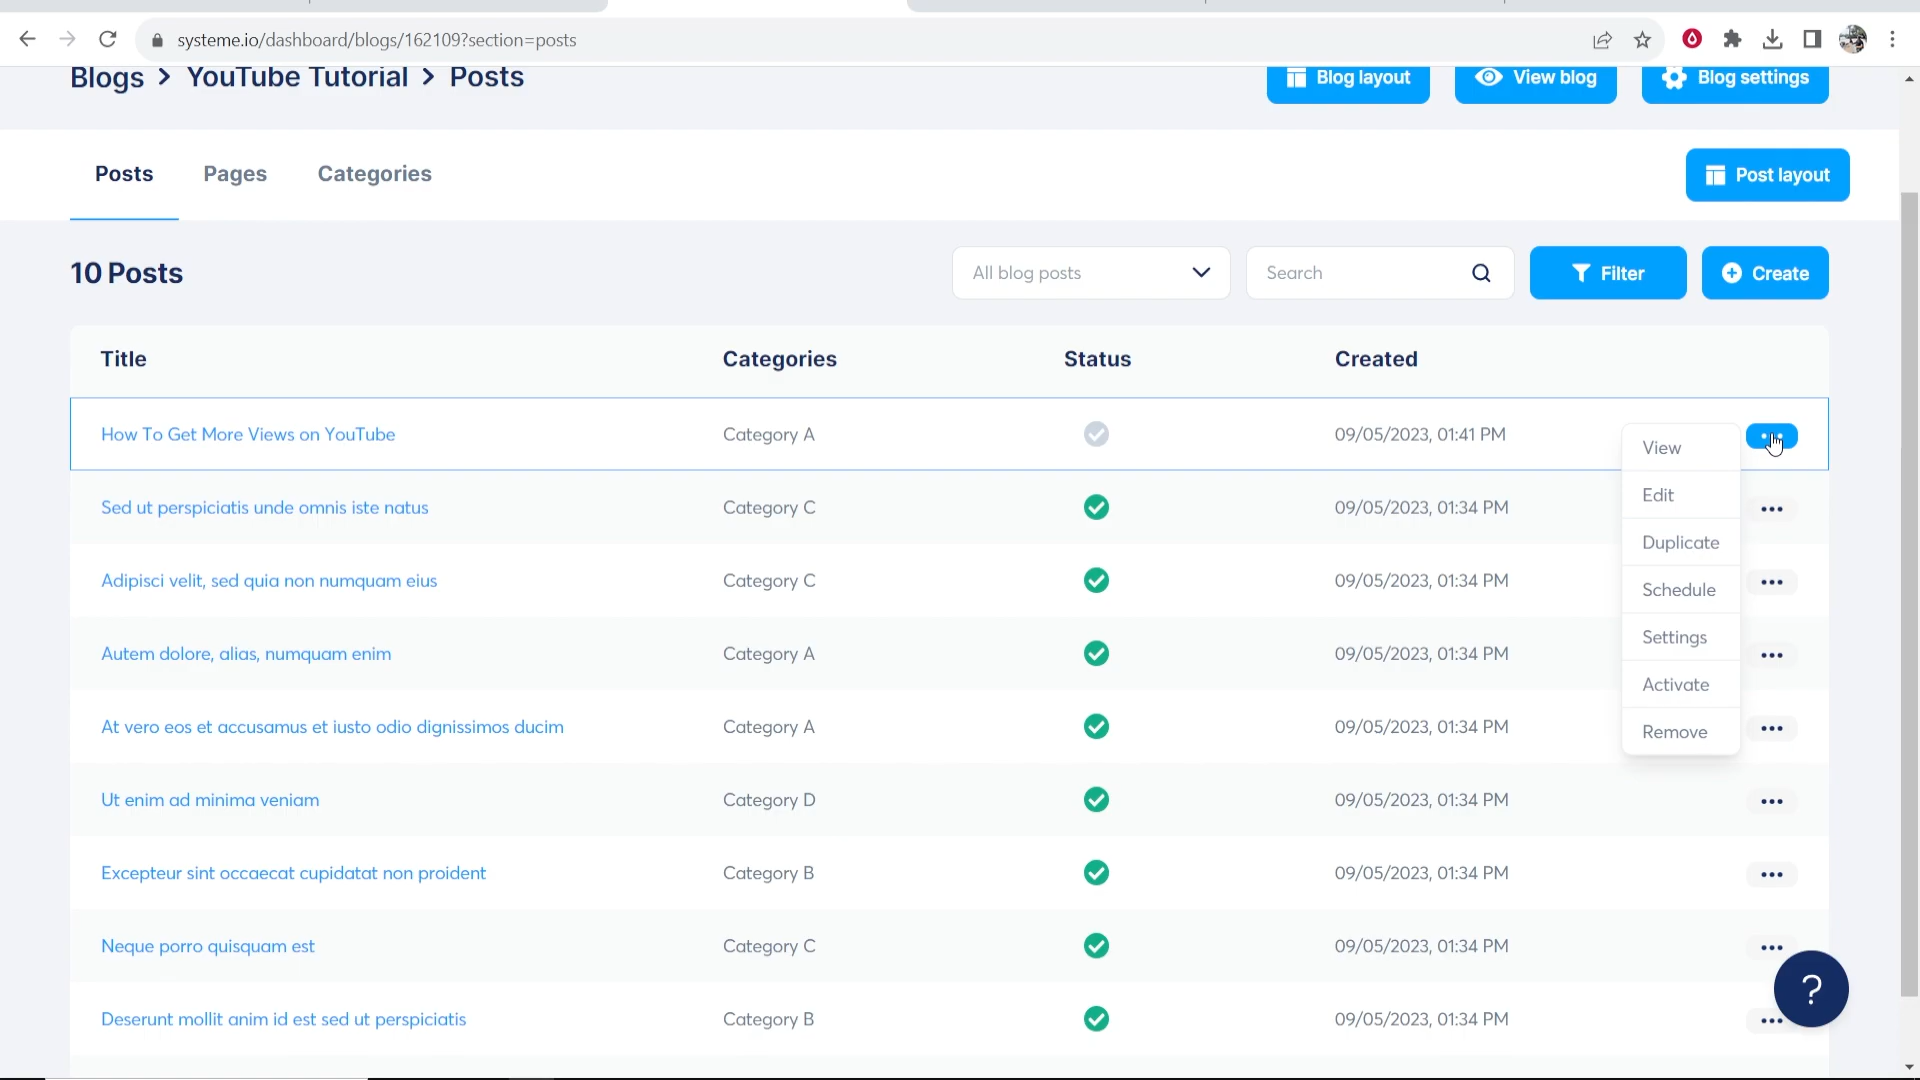 systeme.io/dashboard/blogs/162109?section=posts
Blogs > YouTube Tutorial > Posts
Blog layout
View blog
Blog settings
Posts
Pages
Categories
Post layout
10 Posts
All blog posts
Search
Filter
Create
Title Categories Status Created
How To Get More Views on YouTube Category A 09/05/2023, 01:41 PM
Sed ut perspiciatis unde omnis iste natus Category C 09/05/2023, 01:34 PM
Adipisci velit, sed quia non numquam eius Category C 09/05/2023, 01:34 PM
Autem dolore, alias, numquam enim Category A 09/05/2023, 01:34 PM
At vero eos et accusamus et iusto odio dignissimos ducim Category A 09/05/2023, 01:34 PM
Ut enim ad minima veniam Category D 09/05/2023, 01:34 PM
Excepteur sint occaecat cupidatat non proident Category B 09/05/2023, 01:34 PM
Neque porro quisquam est Category C 09/05/2023, 01:34 PM
Deserunt mollit anim id est sed ut perspiciatis Category B 09/05/2023, 01:34 PM
View
Edit
Duplicate
Schedule
Settings
Activate
Remove
?